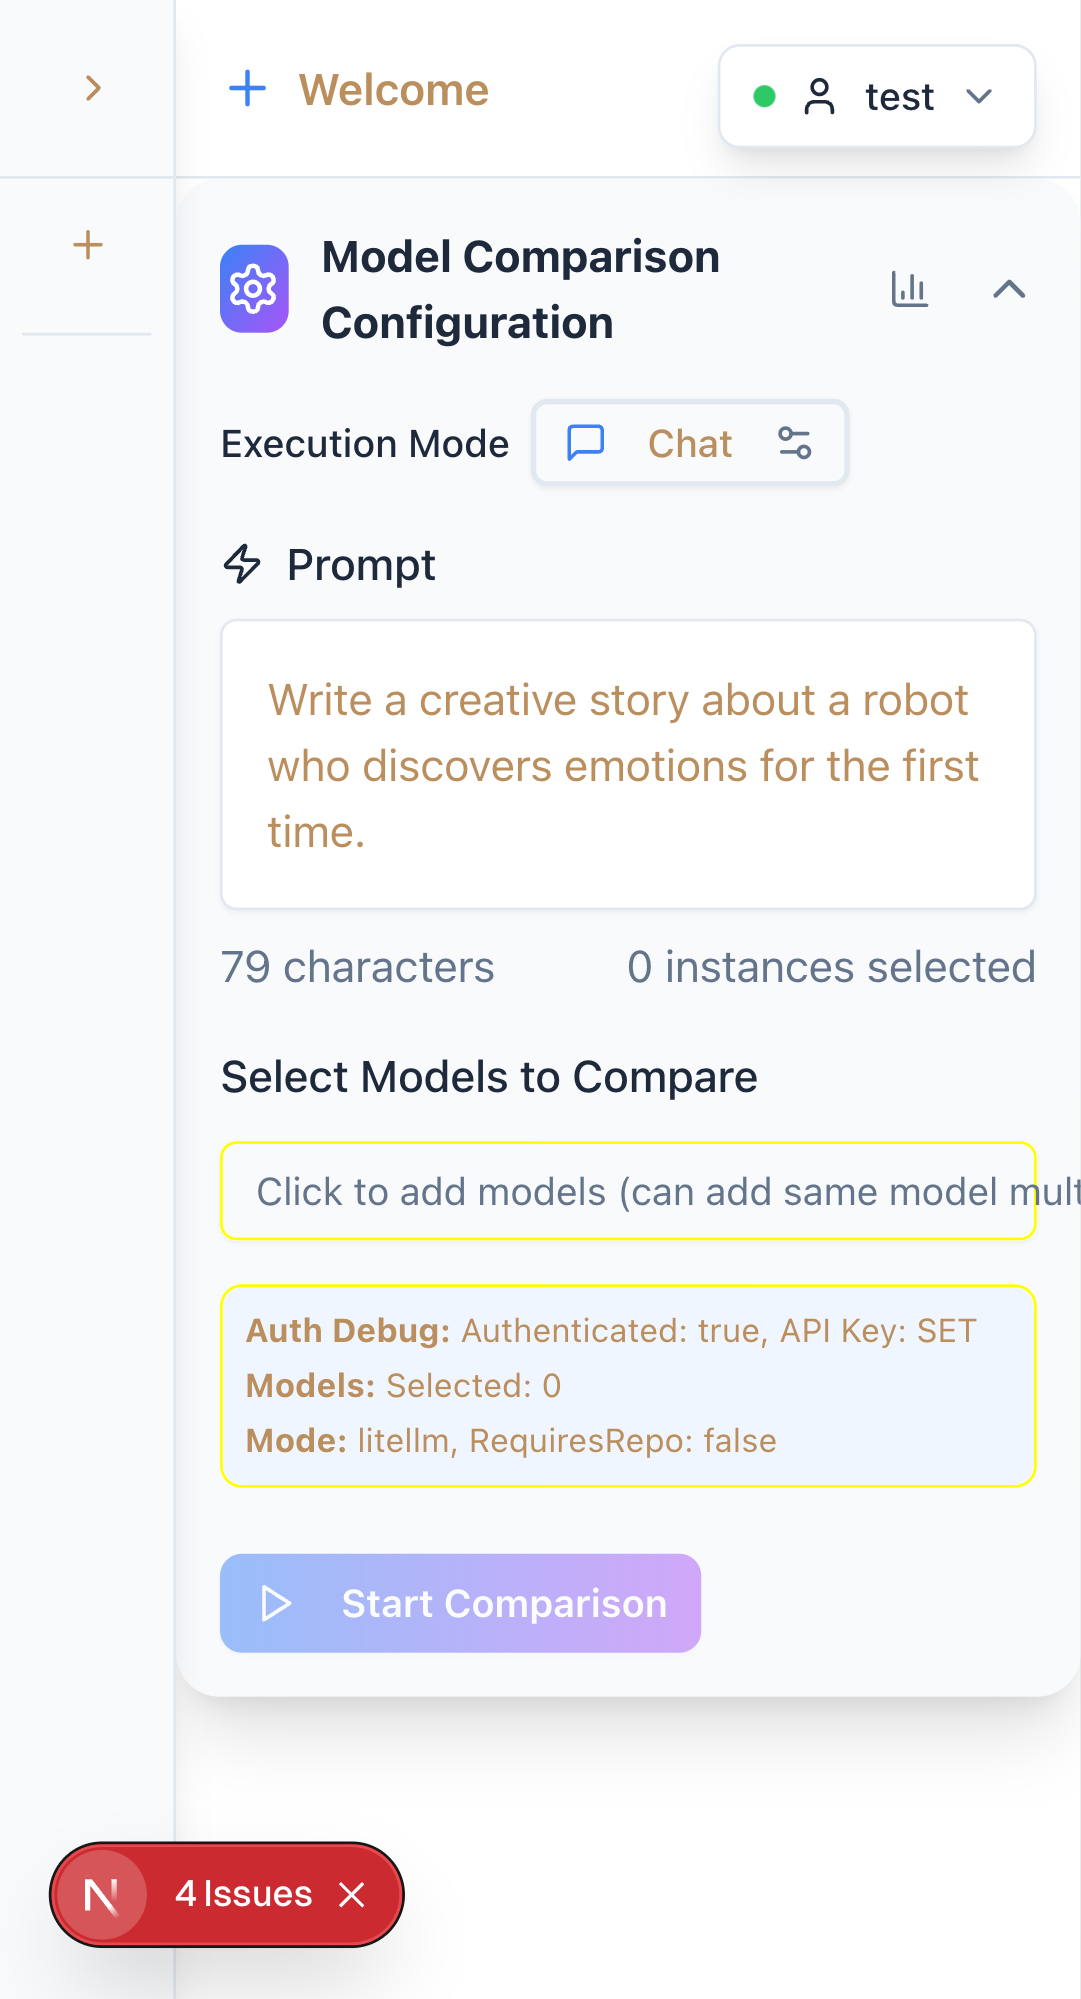 Welcome
test
Model Comparison
Configuration
Execution Mode
Chat
Prompt
Write a creative story about a robot
who discovers emotions for the first
time.
79 characters
0 instances selected
Select Models to Compare
Click to add models (can add same model mult
Auth Debug: Authenticated: true, API Key: SET
Models: Selected: 0
Mode: litellm, RequiresRepo: false
Start Comparison
N
4 Issues